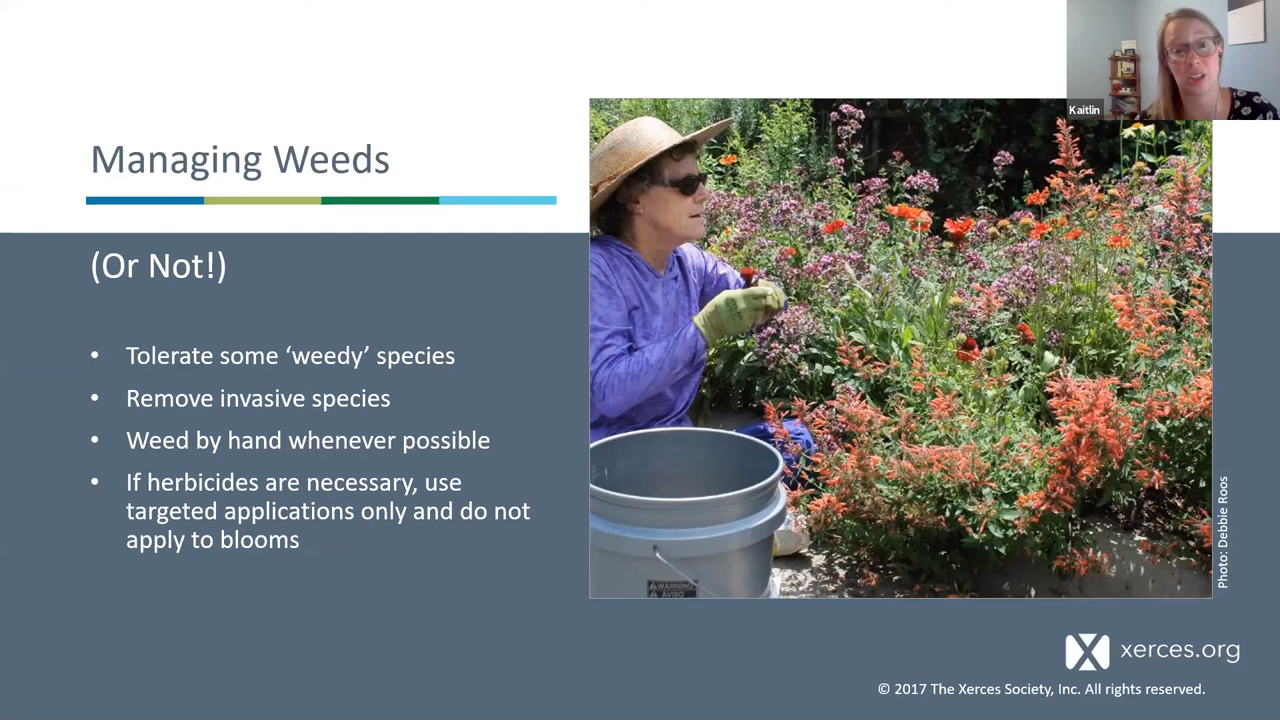 Kaitlin
Managing Weeds
(Or Not!)
• Tolerate some ‘weedy’ species
• Remove invasive species
• Weed by hand whenever possible
• If herbicides are necessary, use
targeted applications only and do not
apply to blooms
WARNING
AVISO
Photo: Debbie Roos
xerces.org
© 2017 The Xerces Society, Inc. All rights reserved.